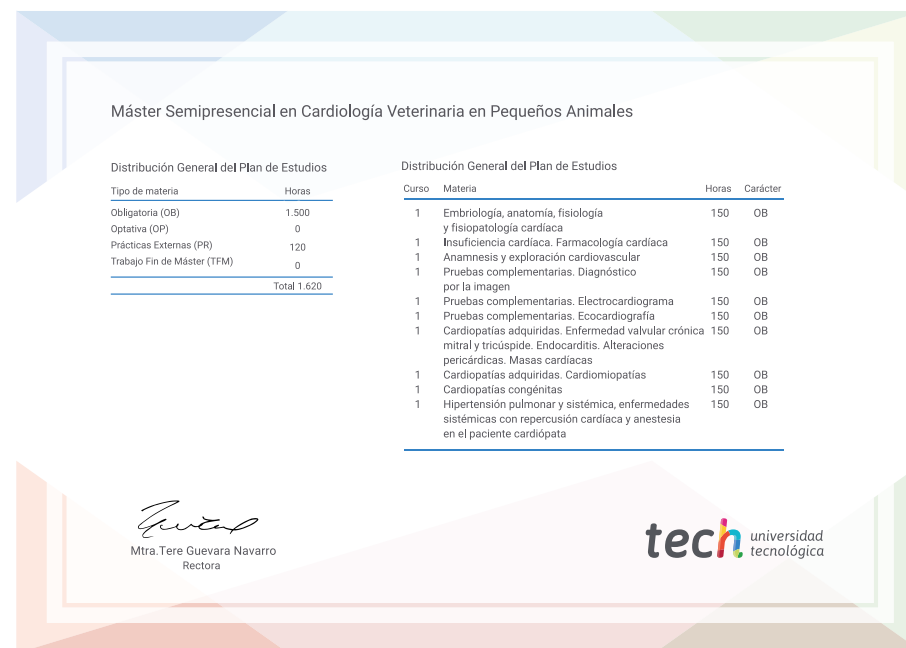 Máster Semipresencial en Cardiología Veterinaria en Pequeños Animales
Distribución General del Plan de Estudios
Tipo de materia Horas
Obligatoria (OB) 1.500
Optativa (OP) 0
Prácticas Externas (PR) 120
Trabajo Fin de Máster (TFM) 0
Total 1.620
Distribución General del Plan de Estudios
Curso Materia Horas Carácter
1 Embriología, anatomía, fisiología 150 OB
y fisiopatología cardíaca
1 Insuficiencia cardíaca. Farmacología cardíaca 150 OB
1 Anamnesis y exploración cardiovascular 150 OB
1 Pruebas complementarias. Diagnóstico 150 OB
por la imagen
1 Pruebas complementarias. Electrocardiograma 150 OB
1 Pruebas complementarias. Ecocardiografía 150 OB
1 Cardiopatías adquiridas. Enfermedad valvular crónica 150 OB
mitral y tricúspide. Endocarditis. Alteraciones
pericárdicas. Masas cardíacas
1 Cardiopatías adquiridas. Cardiomiopatías 150 OB
1 Cardiopatías congénitas 150 OB
1 Hipertensión pulmonar y sistémica, enfermedades 150 OB
sistémicas con repercusión cardíaca y anestesia
en el paciente cardiópata
Mtra.Tere Guevara Navarro
Rectora
tech universidad
tecnológica